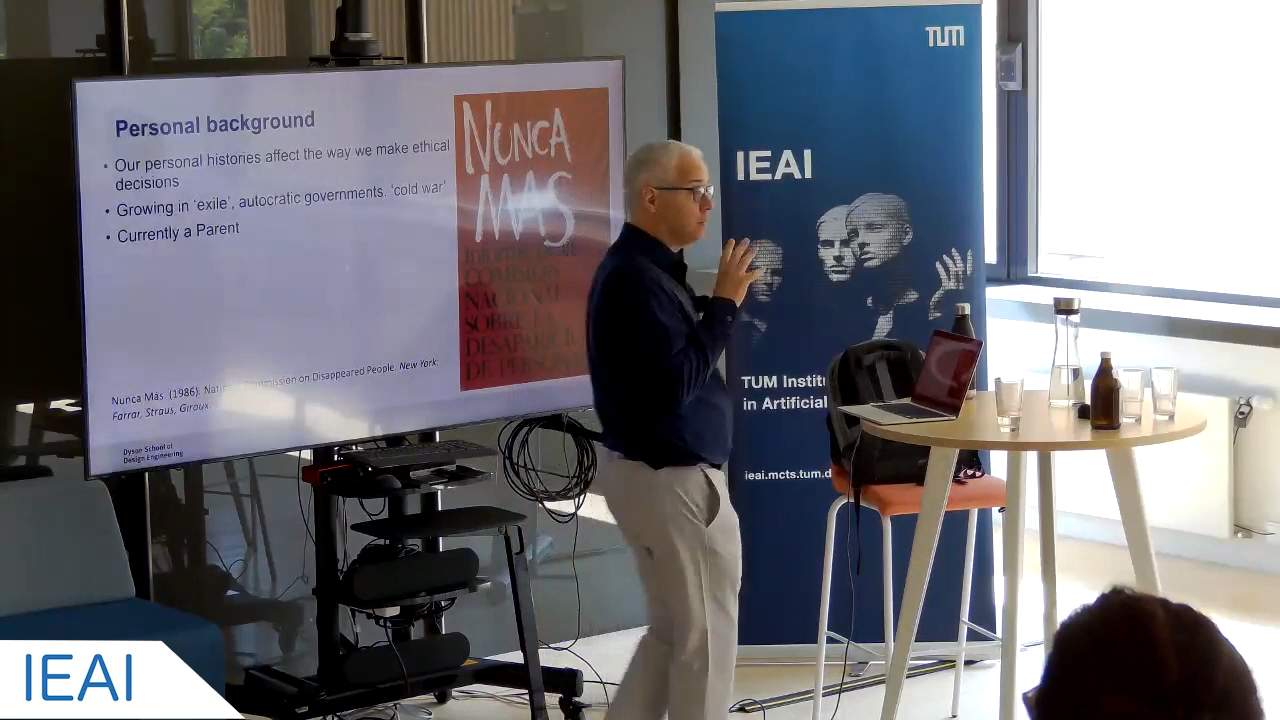 Personal background
• Our personal histories affect the way we make ethical
decisions
• Growing in 'exile', autocratic governments. 'cold war'
• Currently a Parent
Nunca Más. (1986). on Disappeared People. New York:
Farrar, Straus, Giroux.
Dyson School of
Design Engineering
NUNCA
MAS
COMISION
NACIONAL
SOBRE LA
DE
TUM
IEAI
TUM Institu
in Artificial
ieai.mcts.tum.d
IEAI